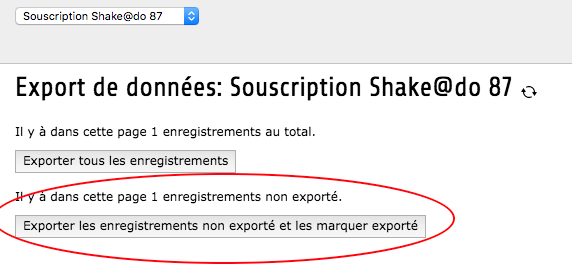 Souscription Shake@do 87
Export de données: Souscription Shake@do 87
Il y à dans cette page 1 enregistrements au total.
Exporter tous les enregistrements
Il y à dans cette page 1 enregistrements non exporté.
Exporter les enregistrements non exporté et les marquer exporté